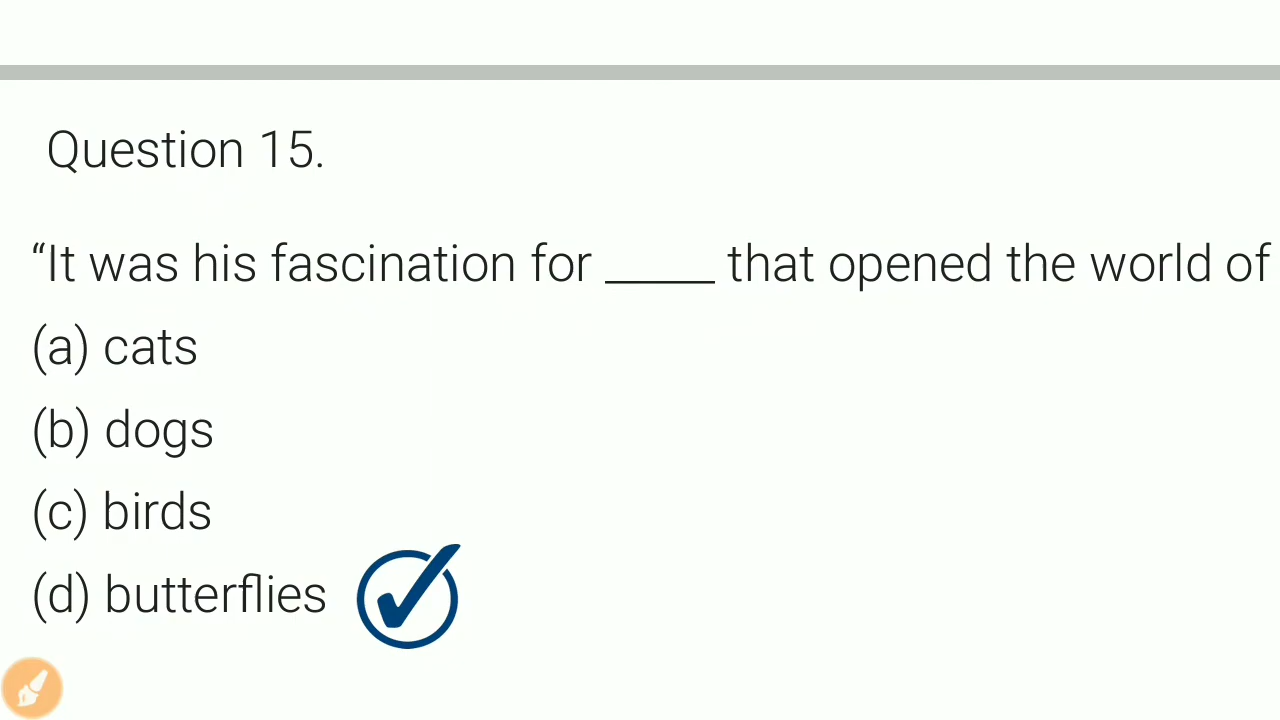 Question 15.
“It was his fascination for _____ that opened the world of
(a) cats
(b) dogs
(c) birds
(d) butterflies